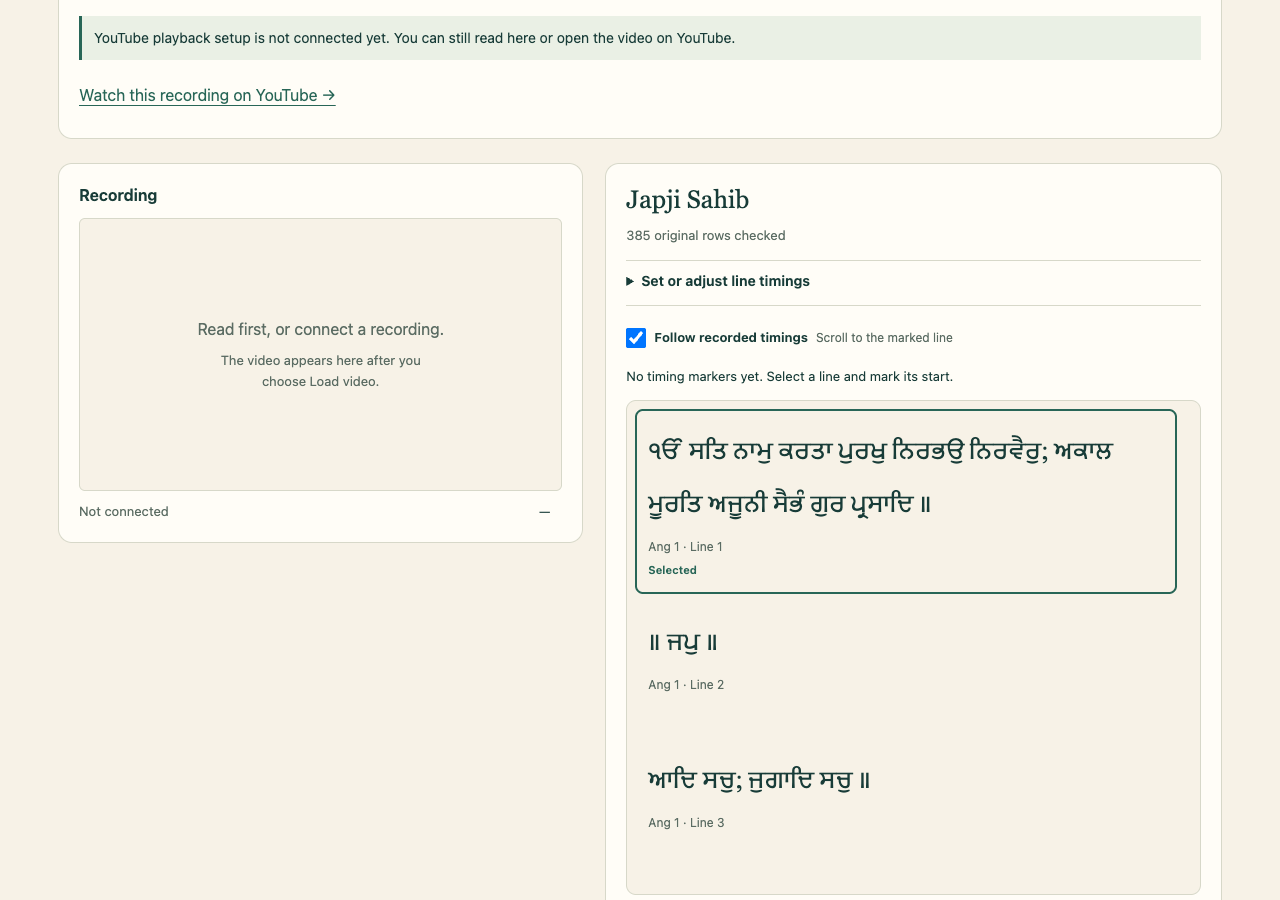 YouTube playback setup is not connected yet. You can still read here or open the video on YouTube.
Watch this recording on YouTube →
Recording
Read first, or connect a recording.
The video appears here after you
choose Load video.
Not connected
—
Japji Sahib
385 original rows checked
▶ Set or adjust line timings
Follow recorded timings Scroll to the marked line
No timing markers yet. Select a line and mark its start.
ੴ ਸਤਿ ਨਾਮੁ ਕਰਤਾ ਪੁਰਖੁ ਨਿਰਭਉ ਨਿਰਵੈਰੁ; ਅਕਾਲ
ਮੂਰਤਿ ਅਜੂਨੀ ਸੈਭੰ ਗੁਰ ਪ੍ਰਸਾਦਿ ॥
Ang 1 · Line 1
Selected
॥ ਜਪੁ ॥
Ang 1 · Line 2
ਆਦਿ ਸਚੁ; ਜੁਗਾਦਿ ਸਚੁ ॥
Ang 1 · Line 3